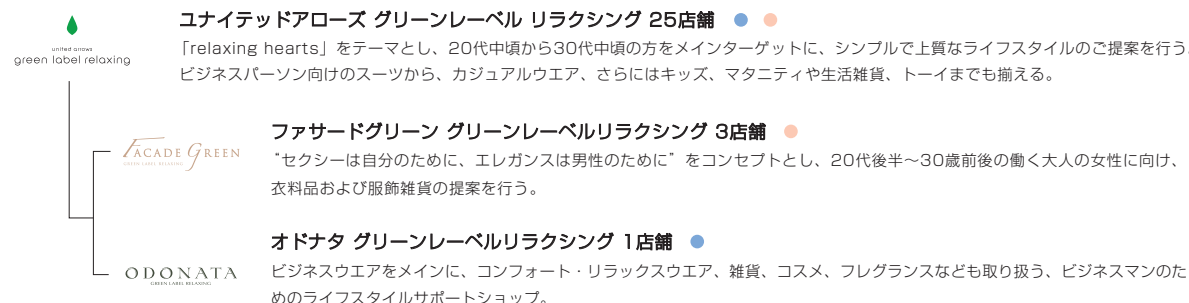 ユナイテッドアローズ グリーンレーベル リラクシング 25店舗
united arrows
green label relaxing
「relaxing hearts」をテーマとし、20代中頃から30代中頃の方をメインターゲットに、シンプルで上質なライフスタイルのご提案を行う。
ビジネスパーソン向けのスーツから、カジュアルウエア、さらにはキッズ、マタニティや生活雑貨、トーイまでも揃える。
ファサードグリーン グリーンレーベルリラクシング 3店舗
FACADE GREEN
GREEN LABEL RELAXING
“セクシーは自分のために、エレガンスは男性のために”をコンセプトとし、20代後半〜30歳前後の働く大人の女性に向け、
衣料品および服飾雑貨の提案を行う。
オドナタ グリーンレーベルリラクシング 1店舗
ODONATA
GREEN LABEL RELAXING
ビジネスウエアをメインに、コンフォート・リラックスウエア、雑貨、コスメ、フレグランスなども取り扱う、ビジネスマンのた
めのライフスタイルサポートショップ。